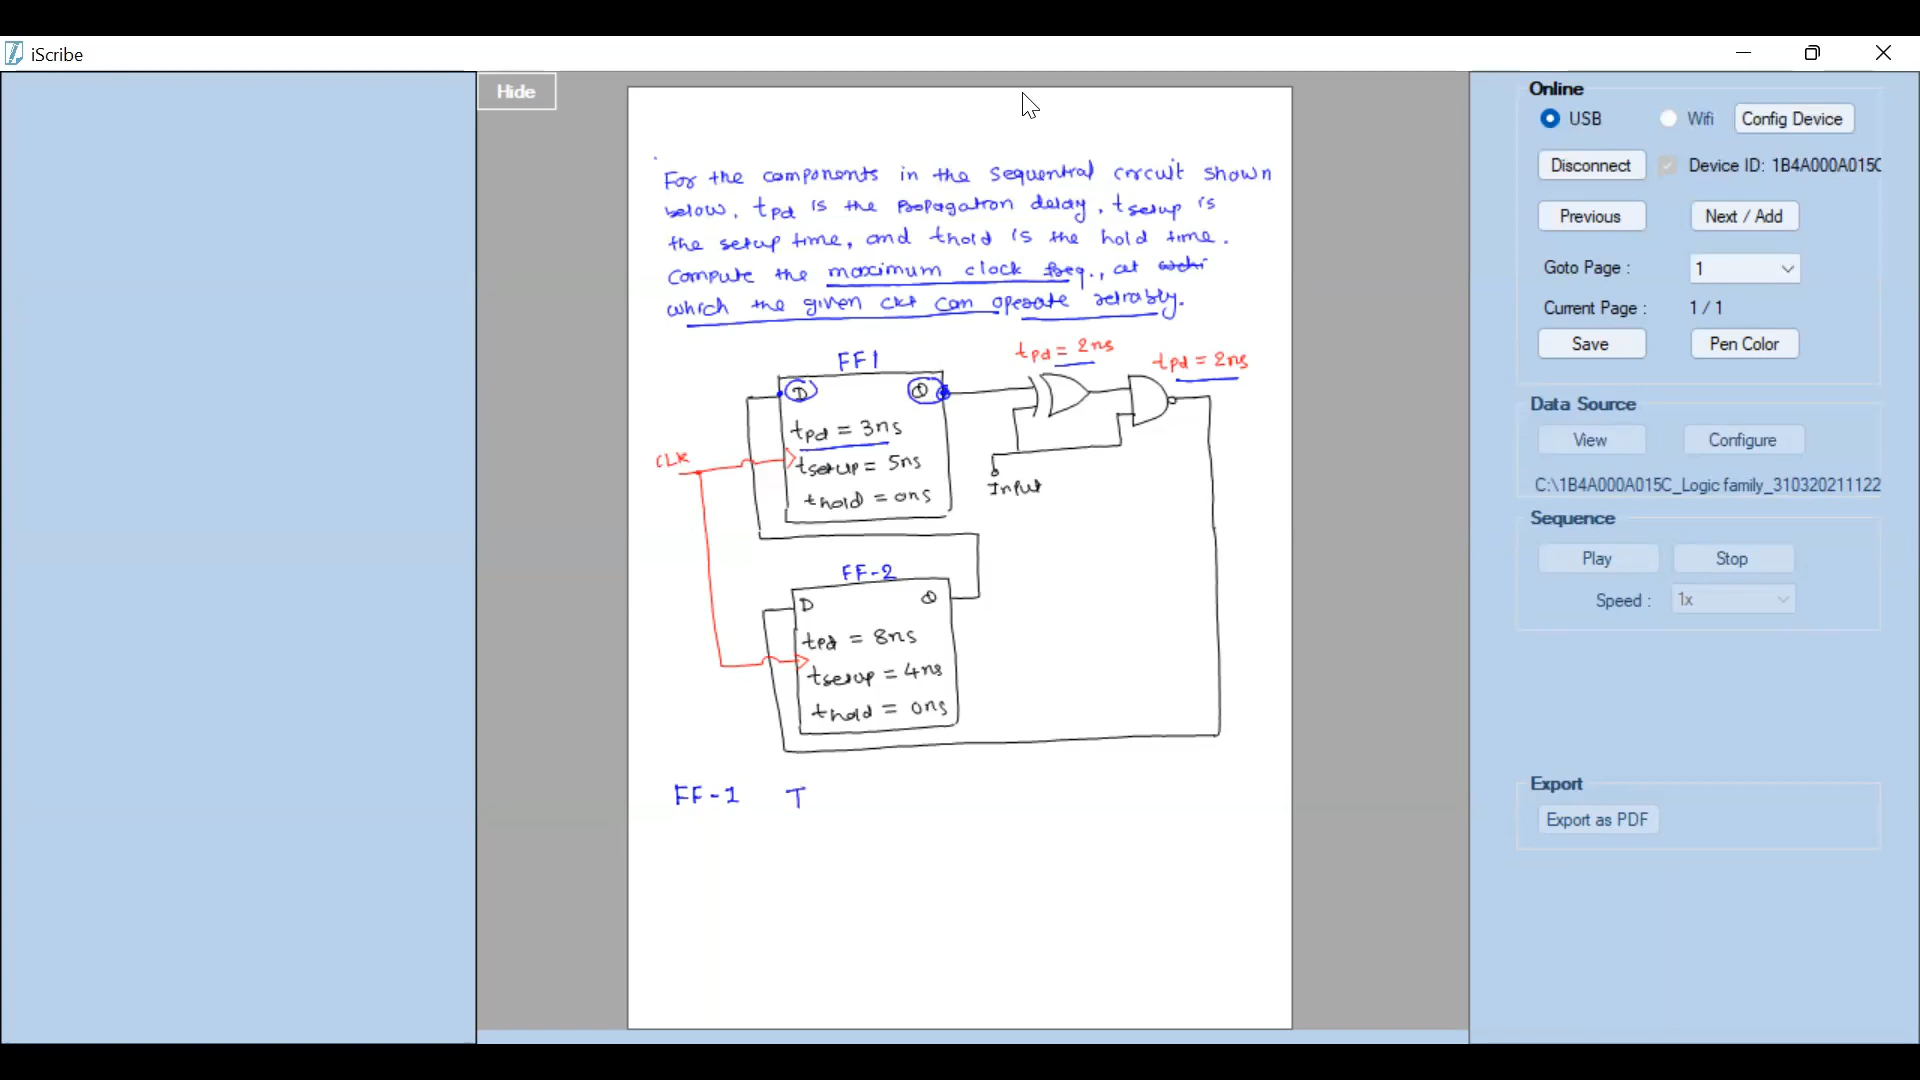 iScribe
Hide
For the components in the sequential circuit shown
below, tpd is the propagation delay, tsetup is
the setup time, and thold is the hold time.
Compute the maximum clock freq., at
which the given ckt can operate reliably.
FF1
tpd = 2ns
tpd = 2ns
D Q
tpd = 3ns
CLK
tsetup = 5ns
thold = 0ns
Input
FF-2
D Q
tpd = 8ns
tsetup = 4ns
thold = 0ns
FF-1 T
Online
USB Wifi Config Device
Disconnect Device ID: 1B4A000A015C
Previous Next / Add
Goto Page : 1
Current Page : 1 / 1
Save Pen Color
Data Source
View Configure
C:\1B4A000A015C_Logic family_310320211122
Sequence
Play Stop
Speed : 1x
Export
Export as PDF